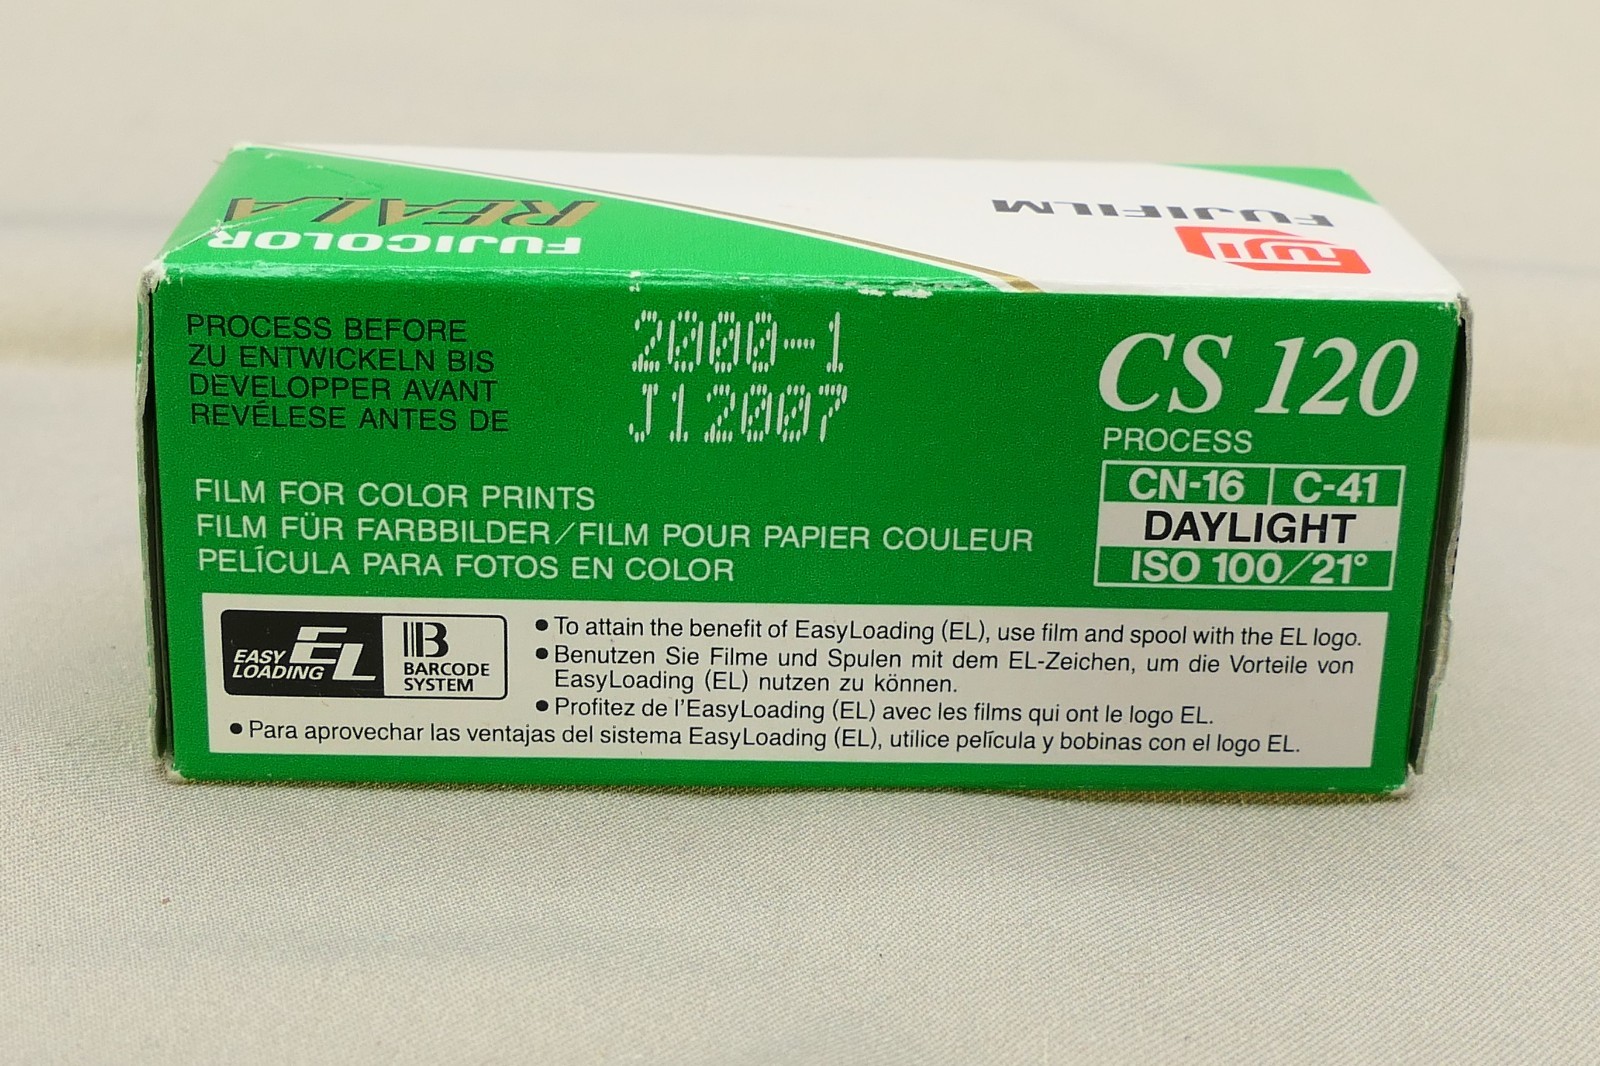 FUJIFILM
FUJI
FUJICOLOR
REALA
PROCESS BEFORE
ZU ENTWICKELN BIS
DEVELOPPER AVANT
REVÉLESE ANTES DE
2000-1
J12007
CS 120
PROCESS
CN-16 C-41
DAYLIGHT
ISO 100/21°
FILM FOR COLOR PRINTS
FILM FÜR FARBBILDER/FILM POUR PAPIER COULEUR
PELÍCULA PARA FOTOS EN COLOR
EASY LOADING EL
BARCODE SYSTEM
• To attain the benefit of EasyLoading (EL), use film and spool with the EL logo.
• Benutzen Sie Filme und Spulen mit dem EL-Zeichen, um die Vorteile von
EasyLoading (EL) nutzen zu können.
• Profitez de l'EasyLoading (EL) avec les films qui ont le logo EL.
• Para aprovechar las ventajas del sistema EasyLoading (EL), utilice película y bobinas con el logo EL.